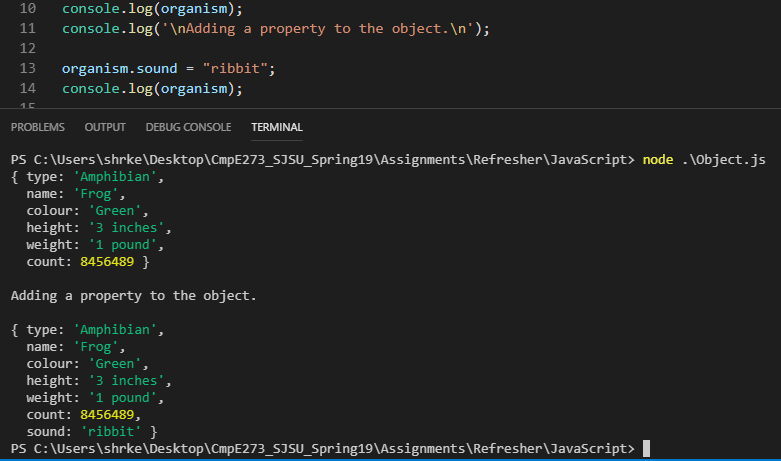 10 console.log(organism);
11 console.log('\nAdding a property to the object.\n');
12
13 organism.sound = "ribbit";
14 console.log(organism);
15
PROBLEMS OUTPUT DEBUG CONSOLE TERMINAL
PS C:\Users\shrke\Desktop\CmpE273_SJSU_Spring19\Assignments\Refresher\JavaScript> node .\Object.js
{ type: 'Amphibian',
  name: 'Frog',
  colour: 'Green',
  height: '3 inches',
  weight: '1 pound',
  count: 8456489 }
Adding a property to the object.
{ type: 'Amphibian',
  name: 'Frog',
  colour: 'Green',
  height: '3 inches',
  weight: '1 pound',
  count: 8456489,
  sound: 'ribbit' }
PS C:\Users\shrke\Desktop\CmpE273_SJSU_Spring19\Assignments\Refresher\JavaScript>